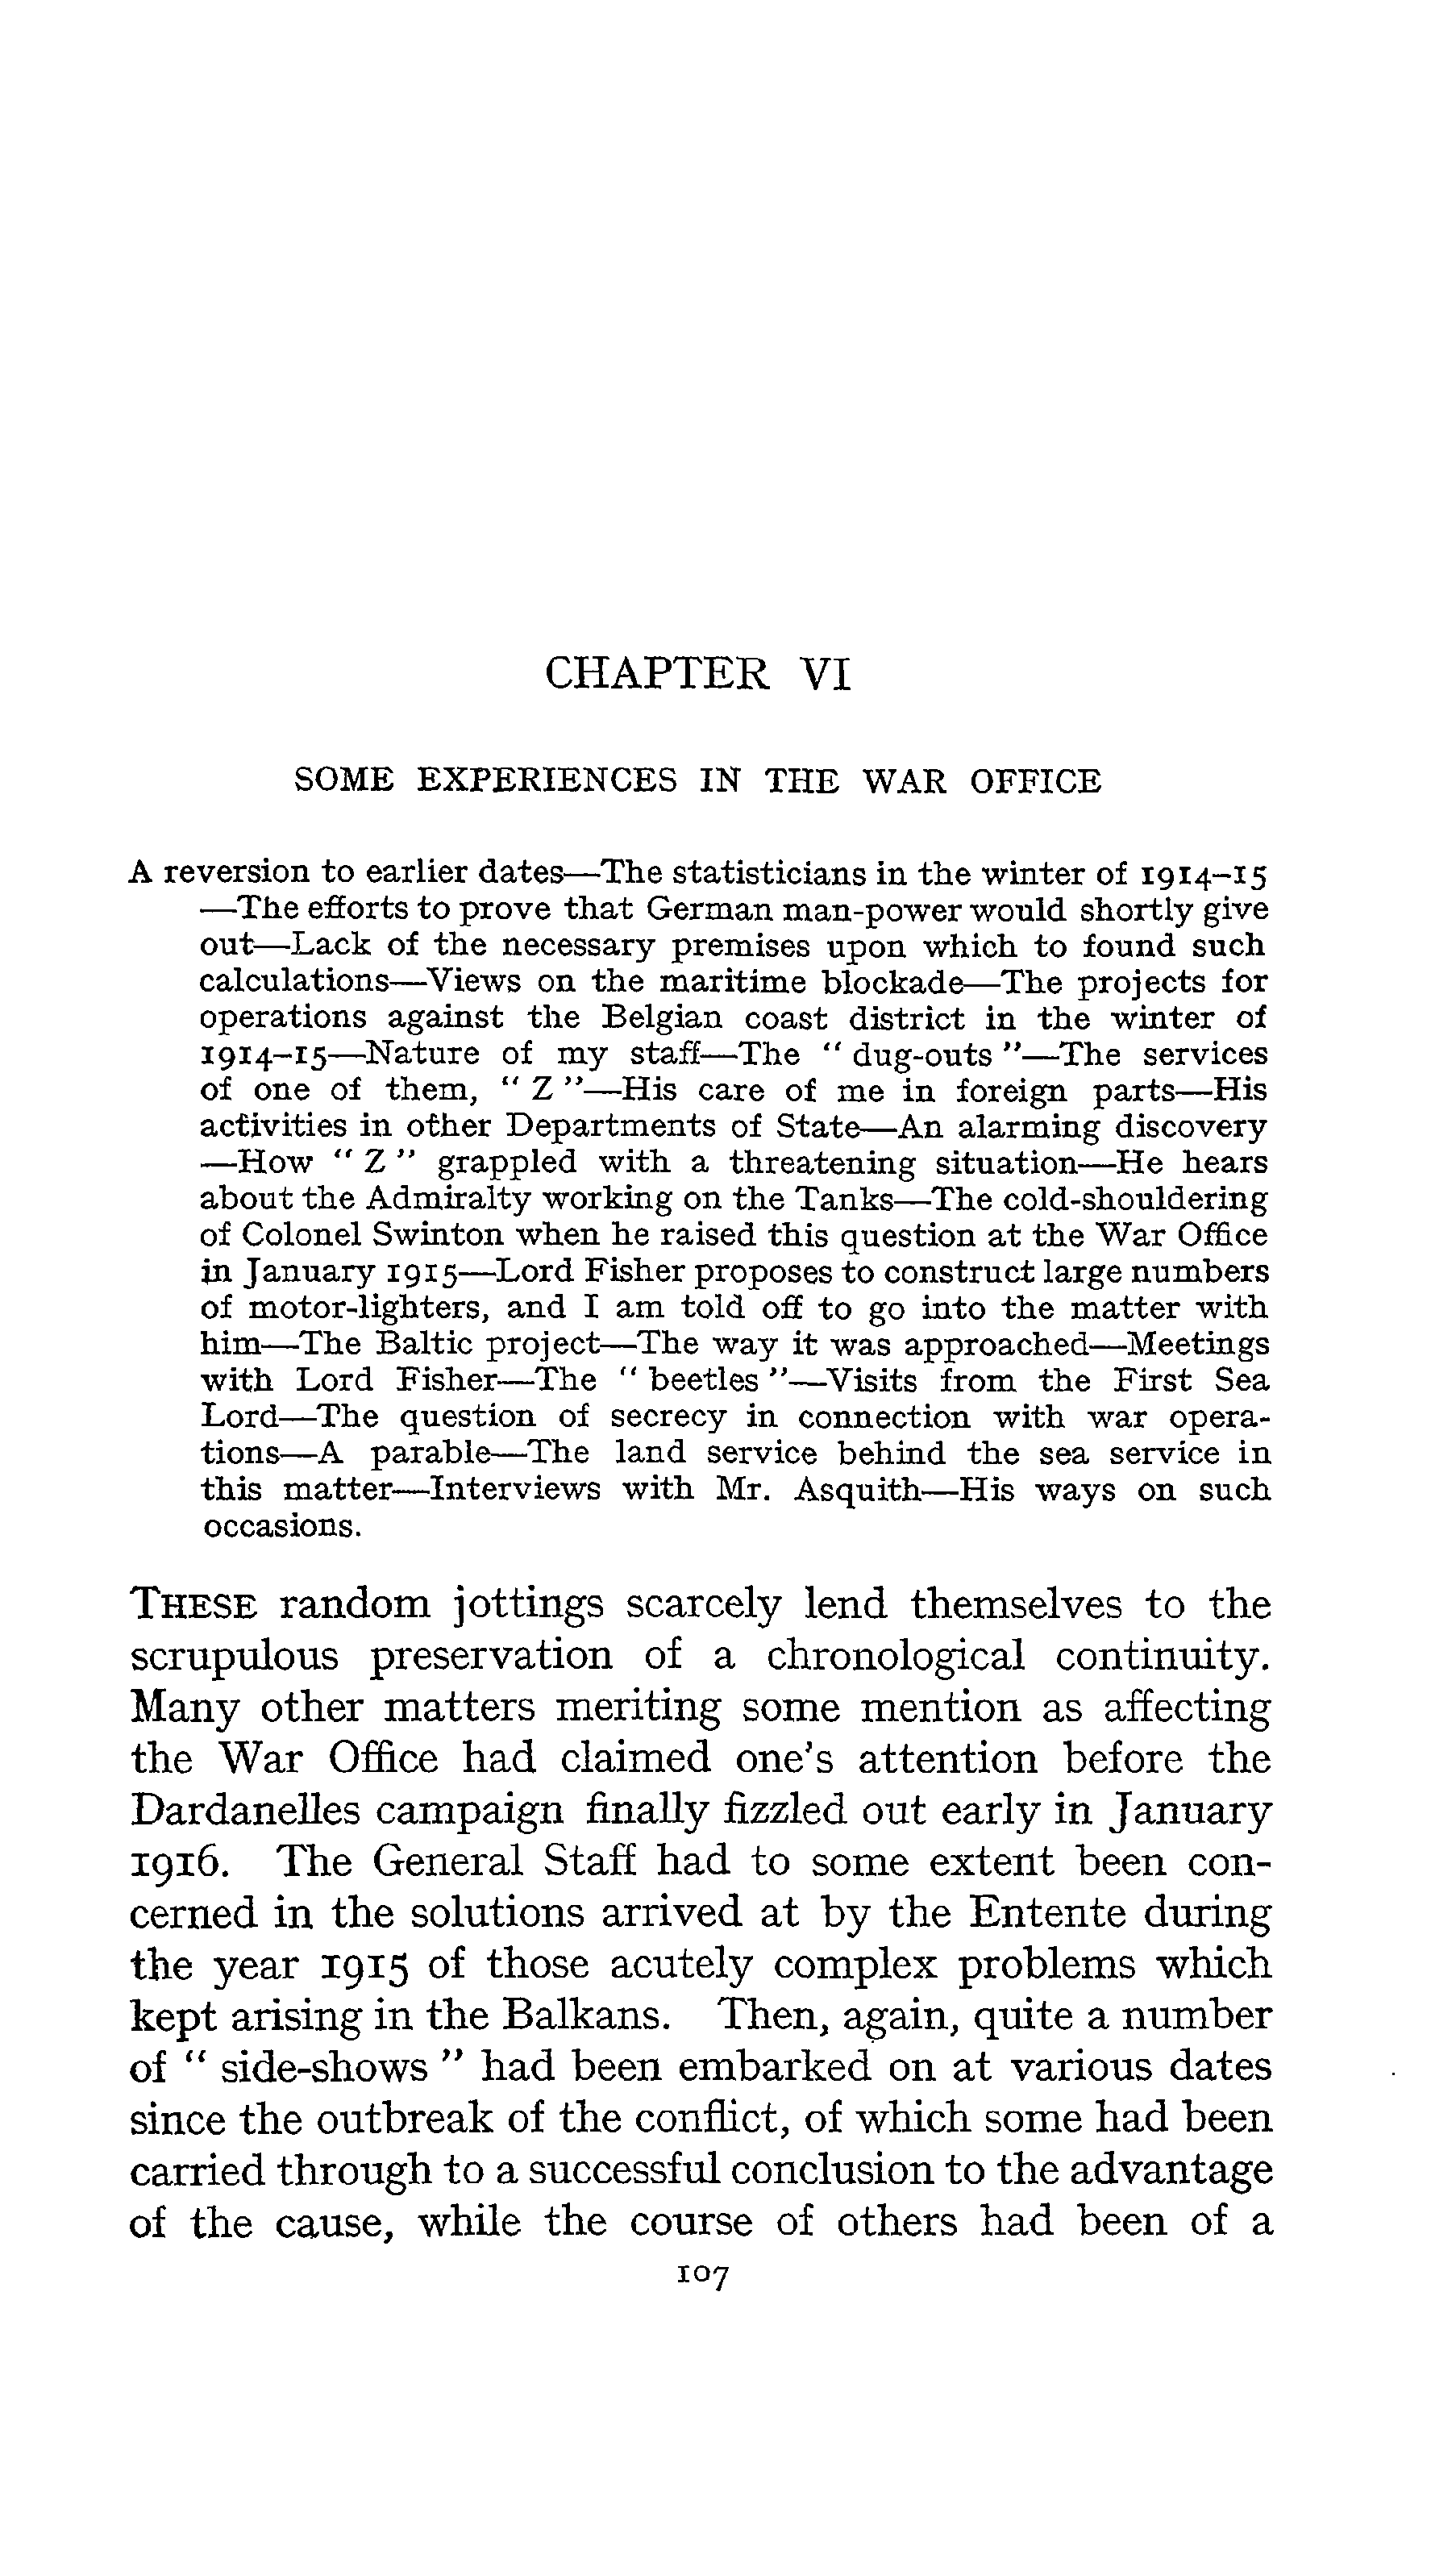 CHAPTER VI
SOME EXPERIENCES IN THE WAR OFFICE
A reversion to earlier dates—The statisticians in the winter of 1914–15
—The efforts to prove that German man-power would shortly give
out—Lack of the necessary premises upon which to found such
calculations—Views on the maritime blockade—The projects for
operations against the Belgian coast district in the winter of
1914–15—Nature of my staff—The “ dug-outs ”—The services
of one of them, “ Z ”—His care of me in foreign parts—His
activities in other Departments of State—An alarming discovery
—How “ Z ” grappled with a threatening situation—He hears
about the Admiralty working on the Tanks—The cold-shouldering
of Colonel Swinton when he raised this question at the War Office
in January 1915—Lord Fisher proposes to construct large numbers
of motor-lighters, and I am told off to go into the matter with
him—The Baltic project—The way it was approached—Meetings
with Lord Fisher—The “ beetles ”—Visits from the First Sea
Lord—The question of secrecy in connection with war opera-
tions—A parable—The land service behind the sea service in
this matter—Interviews with Mr. Asquith—His ways on such
occasions.
THESE random jottings scarcely lend themselves to the
scrupulous preservation of a chronological continuity.
Many other matters meriting some mention as affecting
the War Office had claimed one's attention before the
Dardanelles campaign finally fizzled out early in January
1916. The General Staff had to some extent been con-
cerned in the solutions arrived at by the Entente during
the year 1915 of those acutely complex problems which
kept arising in the Balkans. Then, again, quite a number
of “ side-shows ” had been embarked on at various dates
since the outbreak of the conflict, of which some had been
carried through to a successful conclusion to the advantage
of the cause, while the course of others had been of a
107